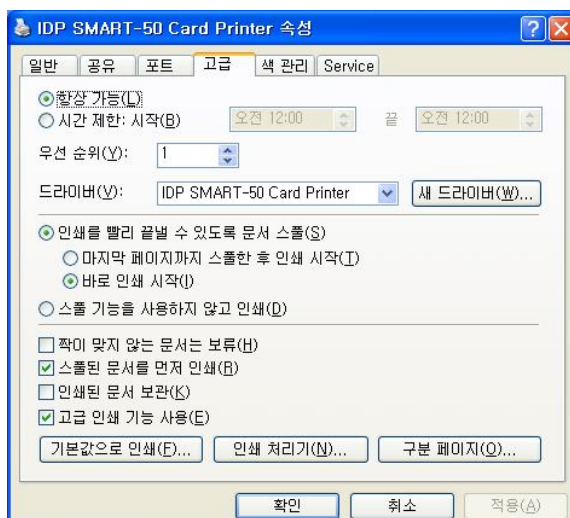 IDP SMART-50 Card Printer 속성
일반 공유 포트 고급 색 관리 Service
항상 가능(L)
시간 제한: 시작(B) 오전 12:00 끝 오전 12:00
우선 순위(Y): 1
드라이버(V): IDP SMART-50 Card Printer 새 드라이버(W)...
인쇄를 빨리 끝낼 수 있도록 문서 스풀(S)
마지막 페이지까지 스풀한 후 인쇄 시작(T)
바로 인쇄 시작(I)
스풀 기능을 사용하지 않고 인쇄(D)
짝이 맞지 않는 문서는 보류(H)
스풀된 문서를 먼저 인쇄(R)
인쇄된 문서 보관(K)
고급 인쇄 기능 사용(E)
기본값으로 인쇄(F)... 인쇄 처리기(N)... 구분 페이지(O)...
확인 취소 적용(A)